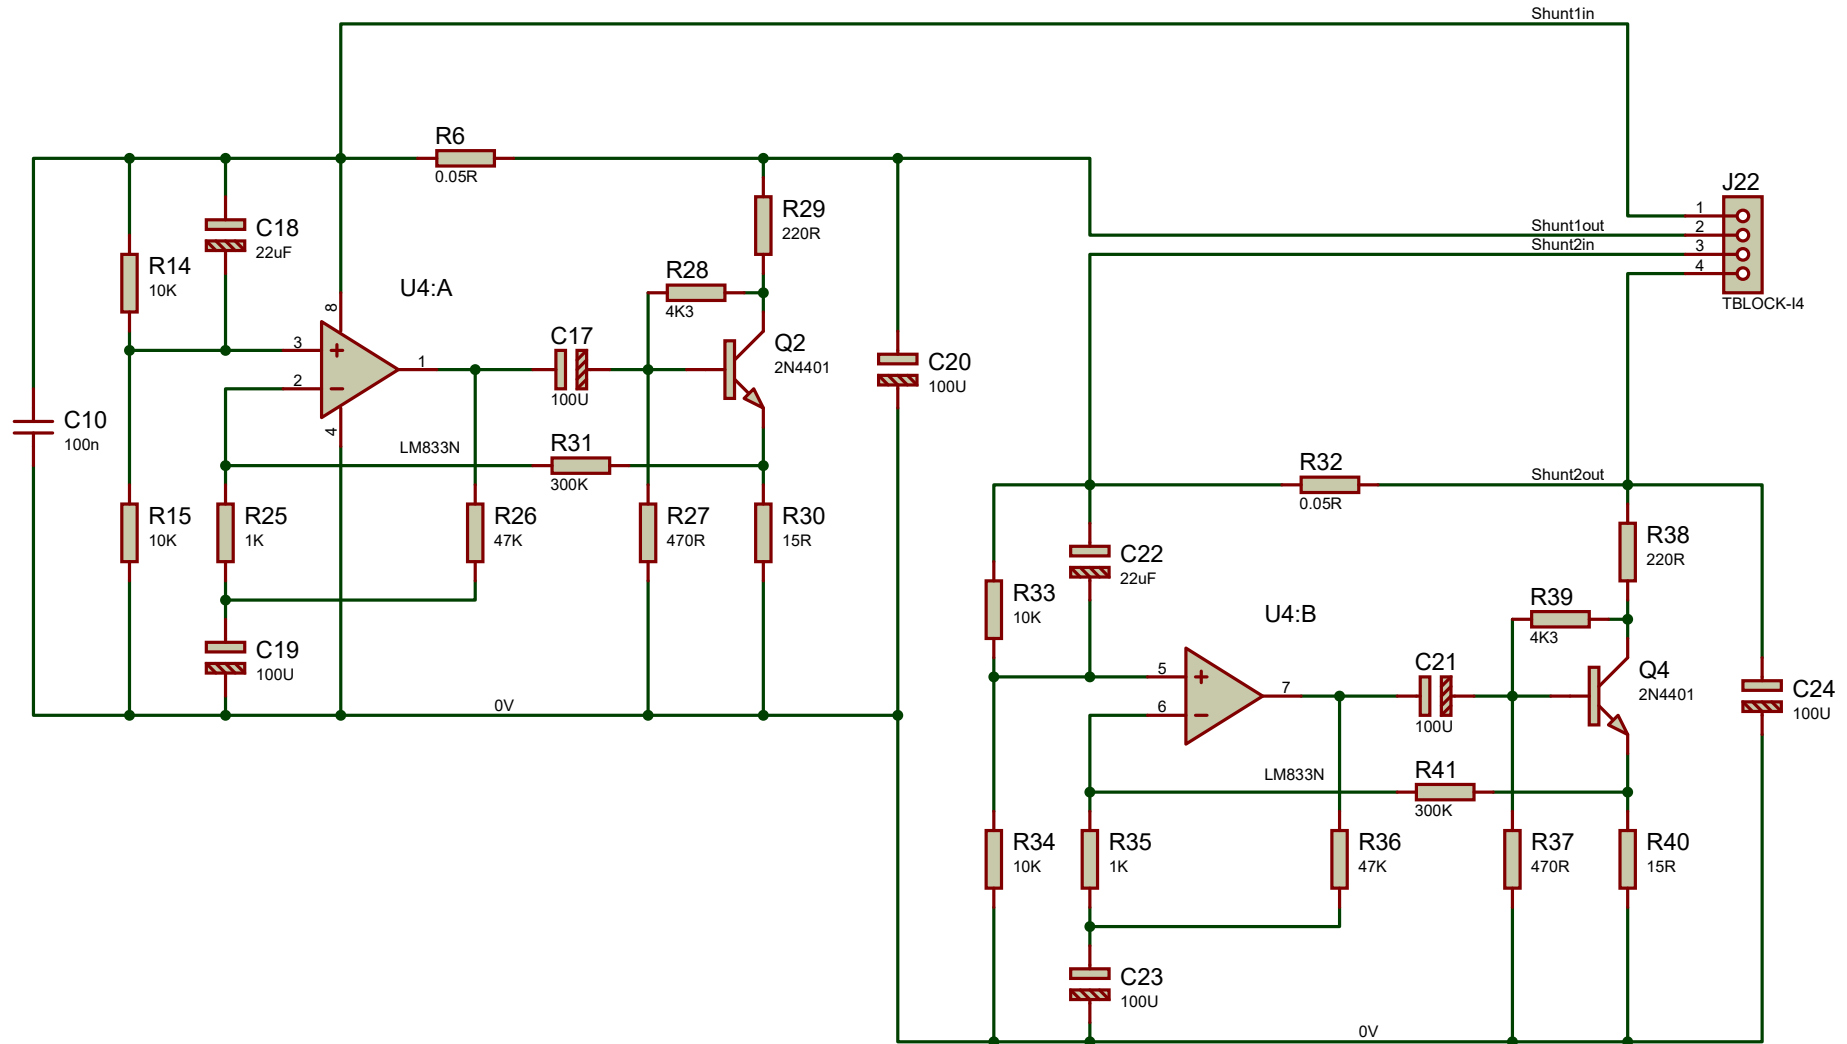 Shunt1in
R6
0.05R
J22
1
Shunt1out
2
Shunt2in
3
4
TBLOCK-I4
C18
22uF
R29
220R
R14
10K
U4:A
R28
4K3
8
3
2
1
4
C17
100U
Q2
2N4401
C20
100U
C10
100n
LM833N
R31
300K
R15
10K
R25
1K
R26
47K
R27
470R
R30
15R
C19
100U
0V
R32
0.05R
Shunt2out
C22
22uF
R38
220R
R33
10K
U4:B
R39
4K3
5
6
7
C21
100U
Q4
2N4401
C24
100U
LM833N
R41
300K
R34
10K
R35
1K
R36
47K
R37
470R
R40
15R
C23
100U
0V